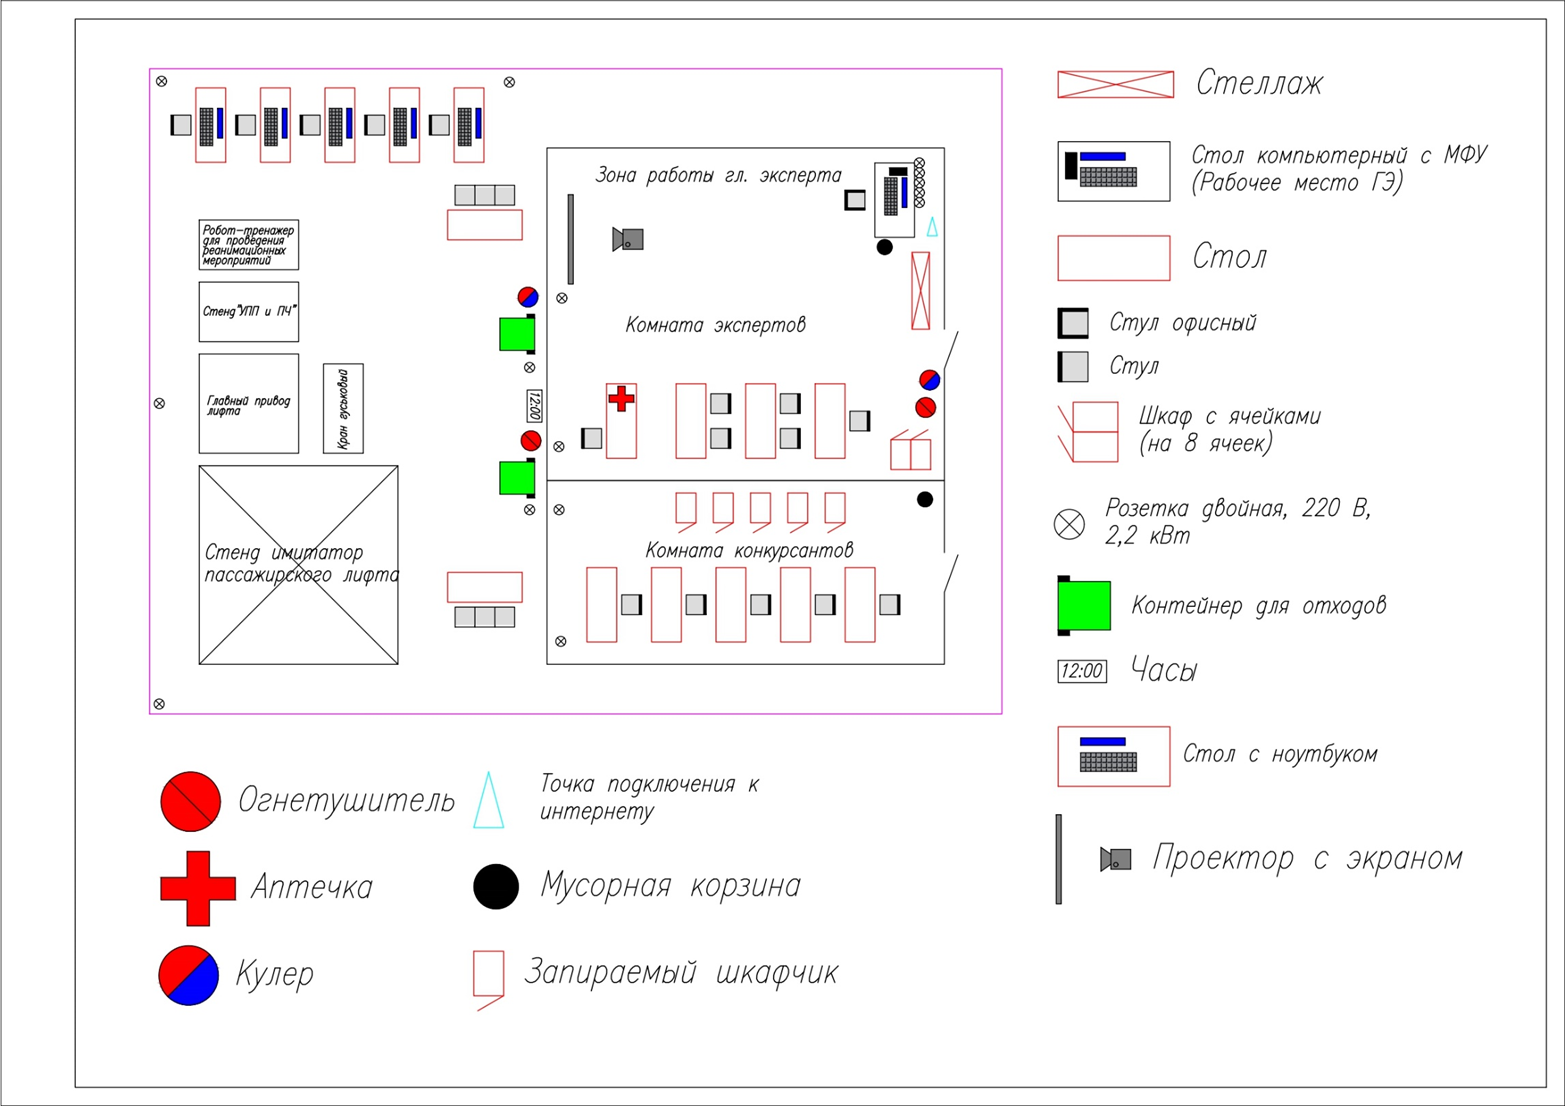 Зона работы гл. эксперта
Робот-тренажер
для проведения
реанимационных
мероприятий
Стенд"УПП и ПЧ"
Комната экспертов
Главный привод
лифта
Кран гуськовый
12:00
Стенд имитатор
пассажирского лифта
Комната конкурсантов
Стеллаж
Стол компьютерный с МФУ
(Рабочее место ГЭ)
Стол
Стул офисный
Стул
Шкаф с ячейками
(на 8 ячеек)
Розетка двойная, 220 В,
2,2 кВт
Контейнер для отходов
12:00 Часы
Стол с ноутбуком
Проектор с экраном
Огнетушитель
Точка подключения к
интернету
Аптечка
Мусорная корзина
Кулер
Запираемый шкафчик